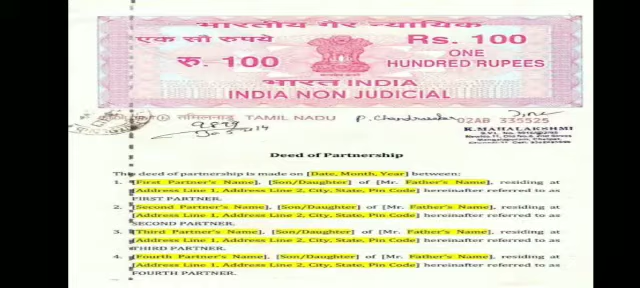 भारतीय गैर न्यायिक
एक सौ रुपये
Rs. 100
रु. 100
ONE
HUNDRED RUPEES
भारत INDIA
INDIA NON JUDICIAL
TAMIL NADU
02AB 335525
K.MAHALAKSHMI
Deed of Partnership
This deed of partnership is made on [Date, Month, Year] between:
1. [First Partner's Name], [Son/Daughter] of [Mr. Father's Name], residing at
[Address Line 1, Address Line 2, City, State, Pin Code] hereinafter referred to as
FIRST PARTNER.
2. [Second Partner's Name], [Son/Daughter] of [Mr. Father's Name], residing at
[Address Line 1, Address Line 2, City, State, Pin Code] hereinafter referred to as
SECOND PARTNER.
3. [Third Partner's Name], [Son/Daughter] of [Mr. Father's Name], residing at
[Address Line 1, Address Line 2, City, State, Pin Code] hereinafter referred to as
THIRD PARTNER.
4. [Fourth Partner's Name], [Son/Daughter] of [Mr. Father's Name], residing at
[Address Line 1, Address Line 2, City, State, Pin Code] hereinafter referred to as
FOURTH PARTNER.